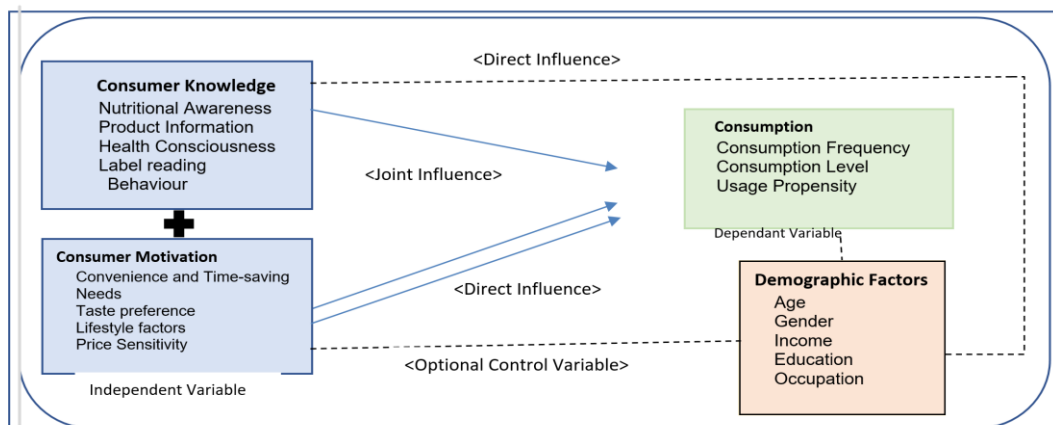 <Direct Influence>
Consumer Knowledge
Nutritional Awareness
Product Information
Health Consciousness
Label reading
Behaviour
<Joint Influence>
Consumption
Consumption Frequency
Consumption Level
Usage Propensity
Dependant Variable
Consumer Motivation
Convenience and Time-saving
Needs
Taste preference
Lifestyle factors
Price Sensitivity
Independent Variable
<Direct Influence>
<Optional Control Variable>
Demographic Factors
Age
Gender
Income
Education
Occupation